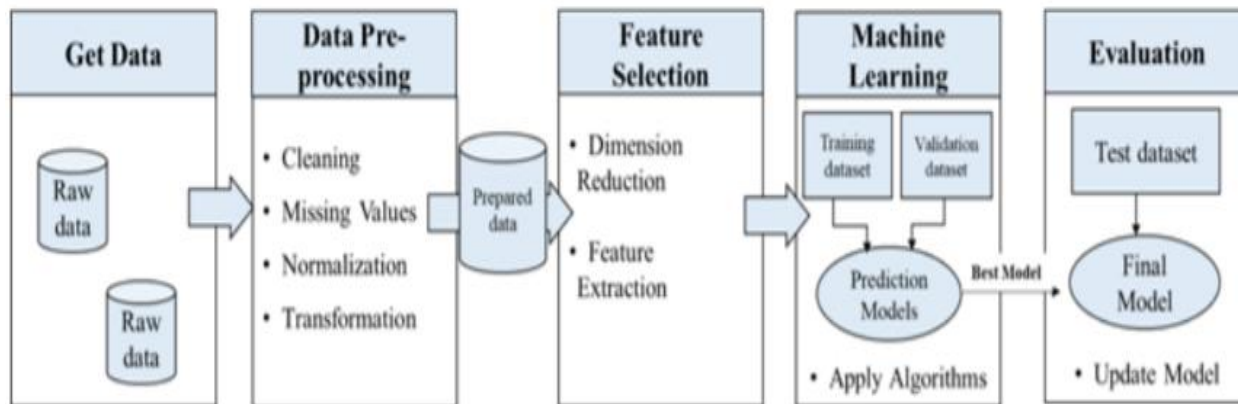 Get Data
Raw
data
Raw
data
Data Pre-
processing
• Cleaning
• Missing Values
• Normalization
• Transformation
Prepared
data
Feature
Selection
• Dimension
Reduction
• Feature
Extraction
Machine
Learning
Training
dataset
Validation
dataset
Prediction
Models
• Apply Algorithms
Best Model
Evaluation
Test dataset
Final
Model
• Update Model